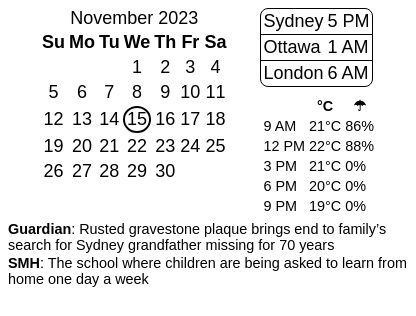 November 2023
Su Mo Tu We Th Fr Sa
1 2 3 4
5 6 7 8 9 10 11
12 13 14 15 16 17 18
19 20 21 22 23 24 25
26 27 28 29 30
Sydney 5 PM
Ottawa 1 AM
London 6 AM
°C ☂
9 AM 21°C 86%
12 PM 22°C 88%
3 PM 21°C 0%
6 PM 20°C 0%
9 PM 19°C 0%
Guardian: Rusted gravestone plaque brings end to family’s
search for Sydney grandfather missing for 70 years
SMH: The school where children are being asked to learn from
home one day a week